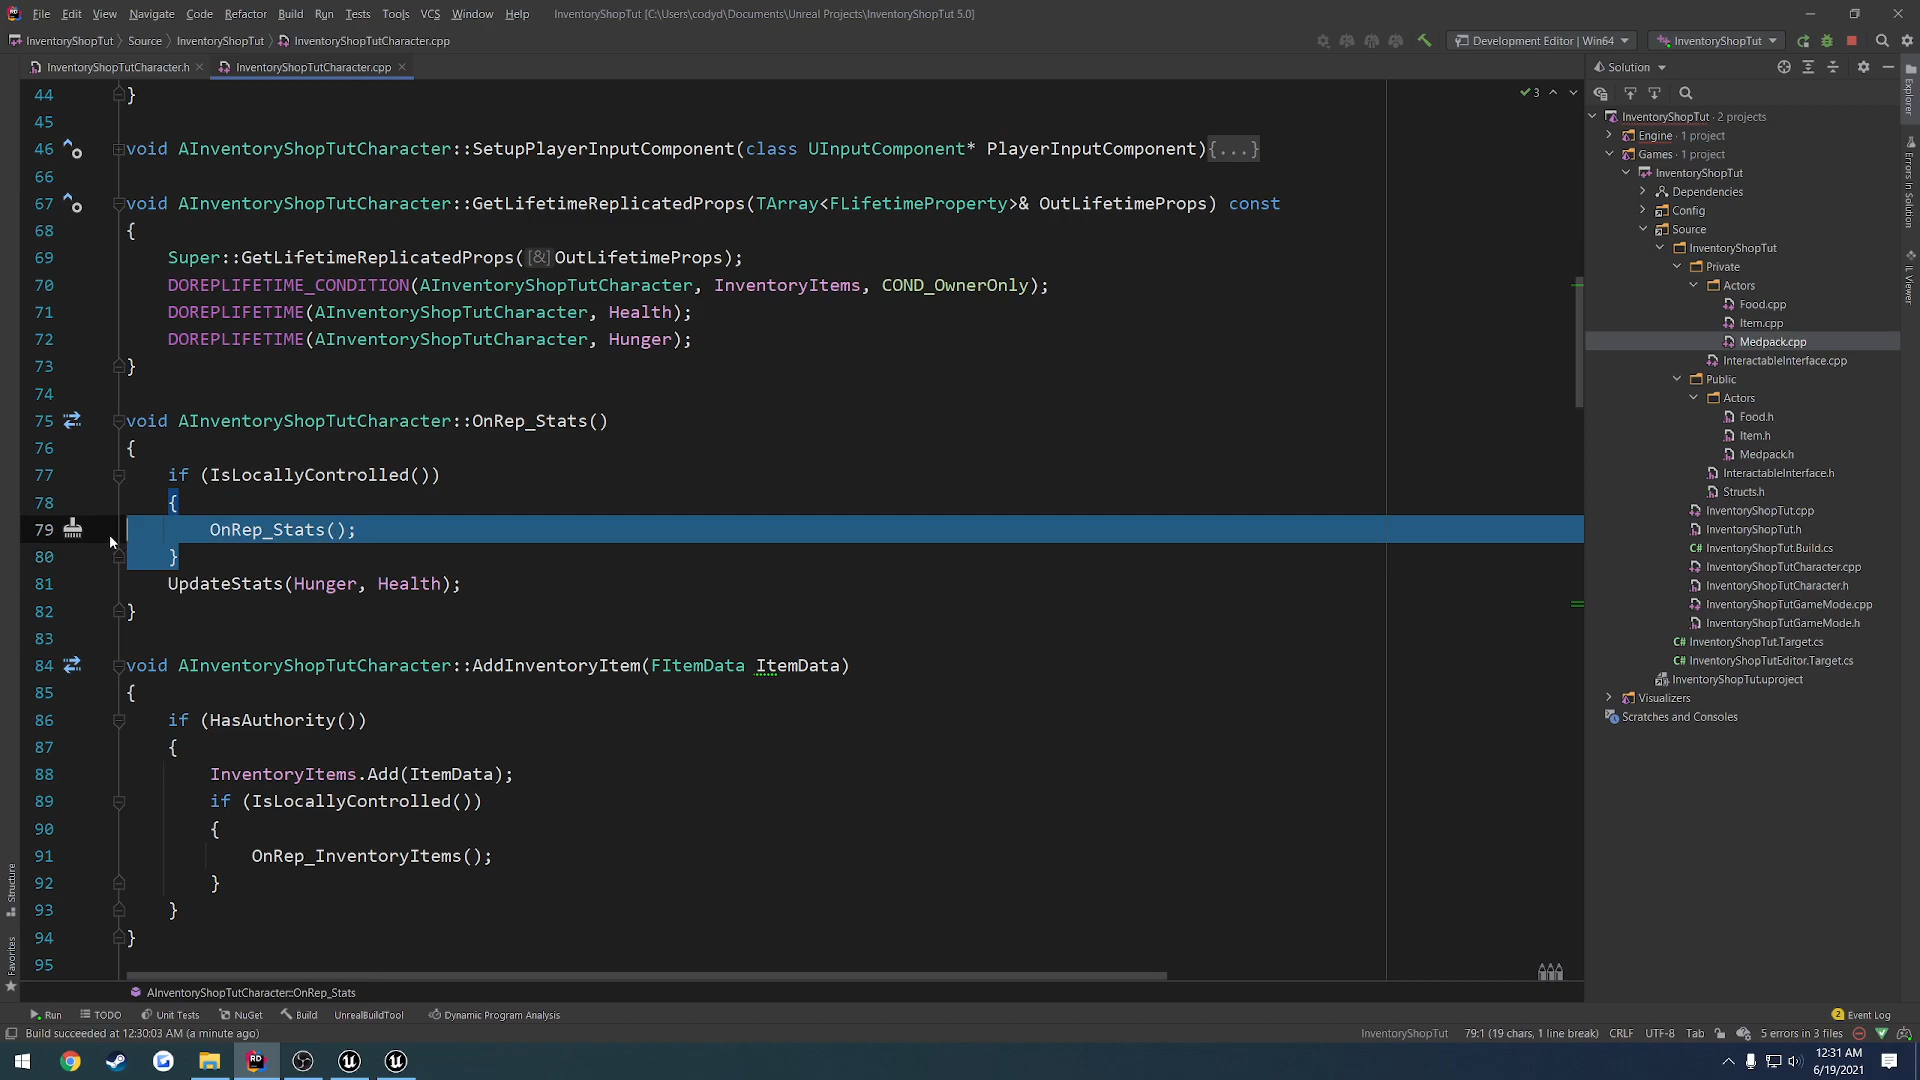 File Edit View Navigate Code Refactor Build Run Tests Tools VCS Window Help InventoryShopTut [C:\Users\codyd\Documents\Unreal Projects\InventoryShopTut 5.0]
InventoryShopTut Source InventoryShopTut InventoryShopTutCharacter.cpp Development Editor | Win64 InventoryShopTut
InventoryShopTutCharacter.h InventoryShopTutCharacter.cpp
44 }
45
46 void AInventoryShopTutCharacter::SetupPlayerInputComponent(class UInputComponent* PlayerInputComponent){...}
66
67 void AInventoryShopTutCharacter::GetLifetimeReplicatedProps(TArray<FLifetimeProperty>& OutLifetimeProps) const
68 {
69 Super::GetLifetimeReplicatedProps([&]OutLifetimeProps);
70 DOREPLIFETIME_CONDITION(AInventoryShopTutCharacter, InventoryItems, COND_OwnerOnly);
71 DOREPLIFETIME(AInventoryShopTutCharacter, Health);
72 DOREPLIFETIME(AInventoryShopTutCharacter, Hunger);
73 }
74
75 void AInventoryShopTutCharacter::OnRep_Stats()
76 {
77 if (IsLocallyControlled())
78 {
79 OnRep_Stats();
80 }
81 UpdateStats(Hunger, Health);
82 }
83
84 void AInventoryShopTutCharacter::AddInventoryItem(FItemData ItemData)
85 {
86 if (HasAuthority())
87 {
88 InventoryItems.Add(ItemData);
89 if (IsLocallyControlled())
90 {
91 OnRep_InventoryItems();
92 }
93 }
94 }
95
3
AInventoryShopTutCharacter::OnRep_Stats
Solution
InventoryShopTut · 2 projects
Engine · 1 project
Games · 1 project
InventoryShopTut
Dependencies
Config
Source
InventoryShopTut
Private
Actors
Food.cpp
Item.cpp
Medpack.cpp
InteractableInterface.cpp
Public
Actors
Food.h
Item.h
Medpack.h
InteractableInterface.h
Structs.h
InventoryShopTut.cpp
InventoryShopTut.h
C# InventoryShopTut.Build.cs
InventoryShopTutCharacter.cpp
InventoryShopTutCharacter.h
InventoryShopTutGameMode.cpp
InventoryShopTutGameMode.h
C# InventoryShopTut.Target.cs
C# InventoryShopTutEditor.Target.cs
InventoryShopTut.uproject
Visualizers
Scratches and Consoles
Explorer
Errors In Solution
IL Viewer
Structure
Favorites
Run TODO Unit Tests NuGet Build UnrealBuildTool Dynamic Program Analysis 2 Event Log
Build succeeded at 12:30:03 AM (a minute ago) InventoryShopTut 79:1 (19 chars, 1 line break) CRLF UTF-8 Tab 5 errors in 3 files
RD
12:31 AM
6/19/2021